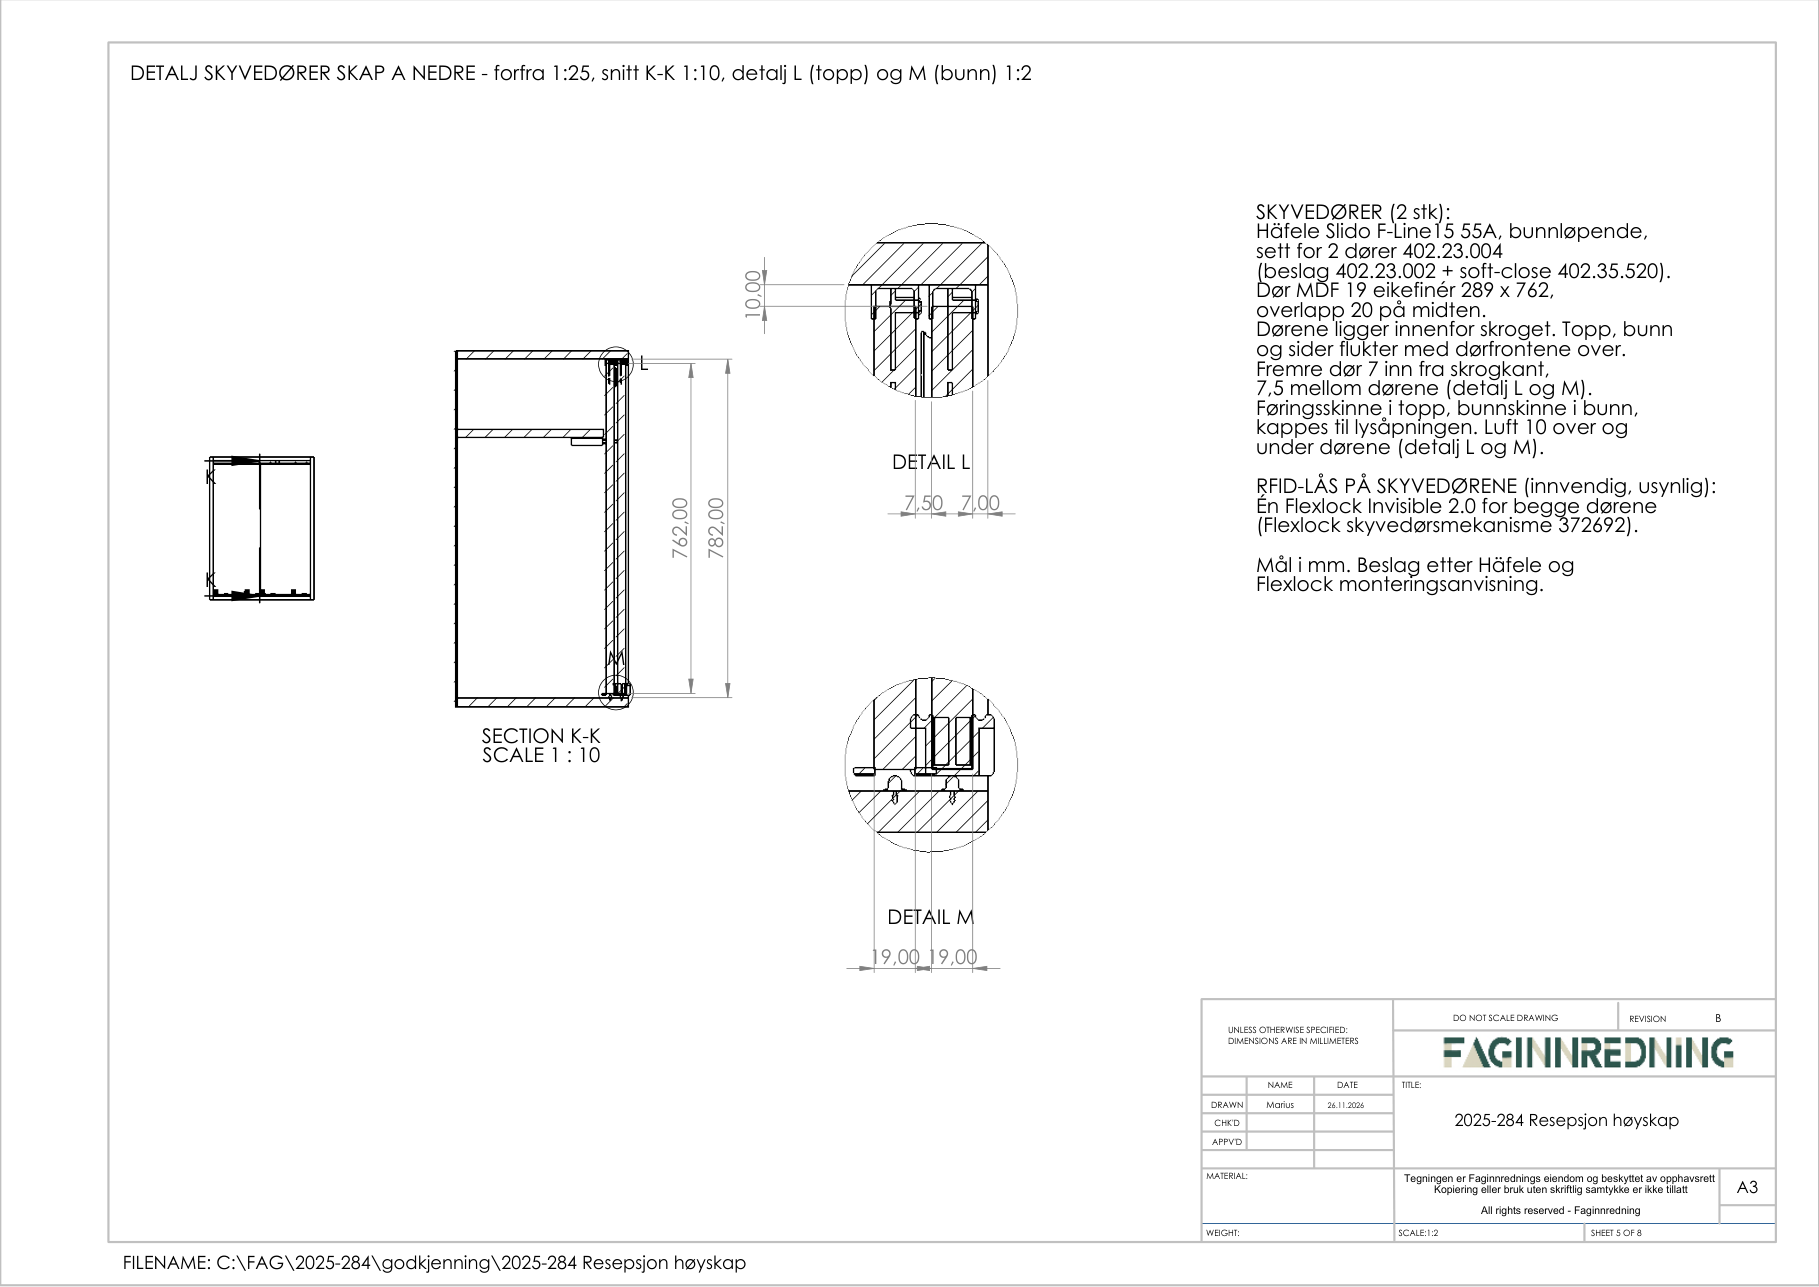 DETALJ SKYVEDØRER SKAP A NEDRE - forfra 1:25, snitt K-K 1:10, detalj L (topp) og M (bunn) 1:2
SKYVEDØRER (2 stk):
Häfele Slido F-Line15 55A, bunnløpende,
sett for 2 dører 402.23.004
(beslag 402.23.002 + soft-close 402.35.520).
Dør MDF 19 eikefinér 289 x 762,
overlapp 20 på midten.
Dørene ligger innenfor skroget. Topp, bunn
og sider flukter med dørfrontene over.
Fremre dør 7 inn fra skrogkant,
7,5 mellom dørene (detalj L og M).
Føringsskinne i topp, bunnskinne i bunn,
kappes til lysåpningen. Luft 10 over og
under dørene (detalj L og M).
RFID-LÅS PÅ SKYVEDØRENE (innvendig, usynlig):
Én Flexlock Invisible 2.0 for begge dørene
(Flexlock skyvedørsmekanisme 372692).
Mål i mm. Beslag etter Häfele og
Flexlock monteringsanvisning.
K
K
L
M
762,00
782,00
SECTION K-K
SCALE 1 : 10
10,00
DETAIL L
7,50 7,00
DETAIL M
19,00 19,00
UNLESS OTHERWISE SPECIFIED:
DIMENSIONS ARE IN MILLIMETERS
DO NOT SCALE DRAWING
REVISION B
FAGINNREDNING
NAME DATE
DRAWN Marius 26.11.2026
CHK'D
APPV'D
TITLE:
2025-284 Resepsjon høyskap
MATERIAL:
Tegningen er Faginnrednings eiendom og beskyttet av opphavsrett
Kopiering eller bruk uten skriftlig samtykke er ikke tillatt
All rights reserved - Faginnredning
A3
WEIGHT:
SCALE:1:2
SHEET 5 OF 8
FILENAME: C:\FAG\2025-284\godkjenning\2025-284 Resepsjon høyskap